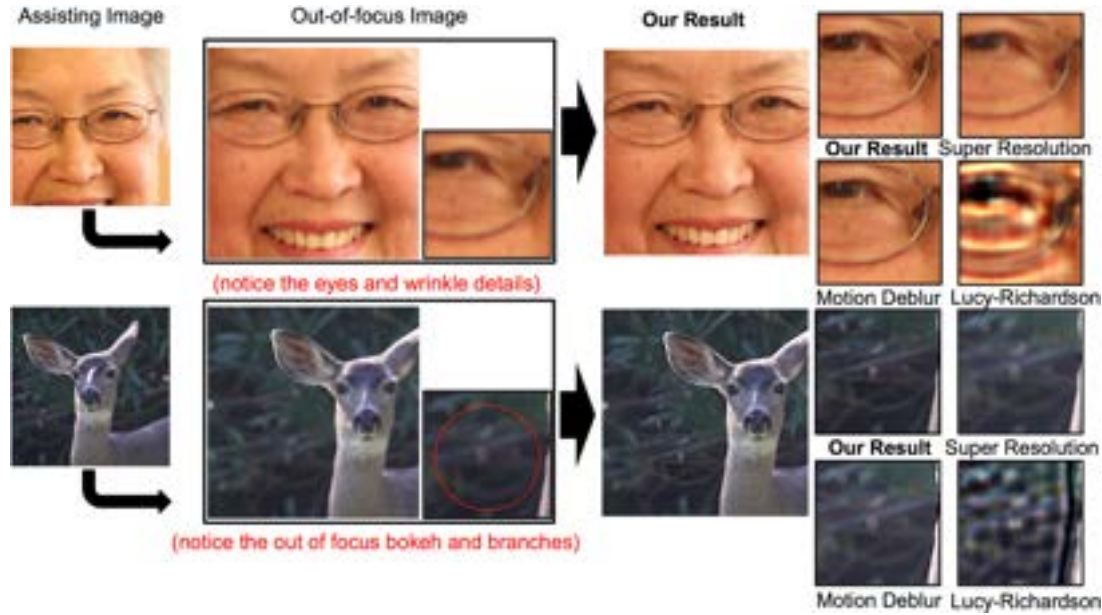 Assisting Image
Out-of-focus Image
Our Result
Our Result Super Resolution
(notice the eyes and wrinkle details)
Motion Deblur Lucy-Richardson
Our Result Super Resolution
(notice the out of focus bokeh and branches)
Motion Deblur Lucy-Richardson